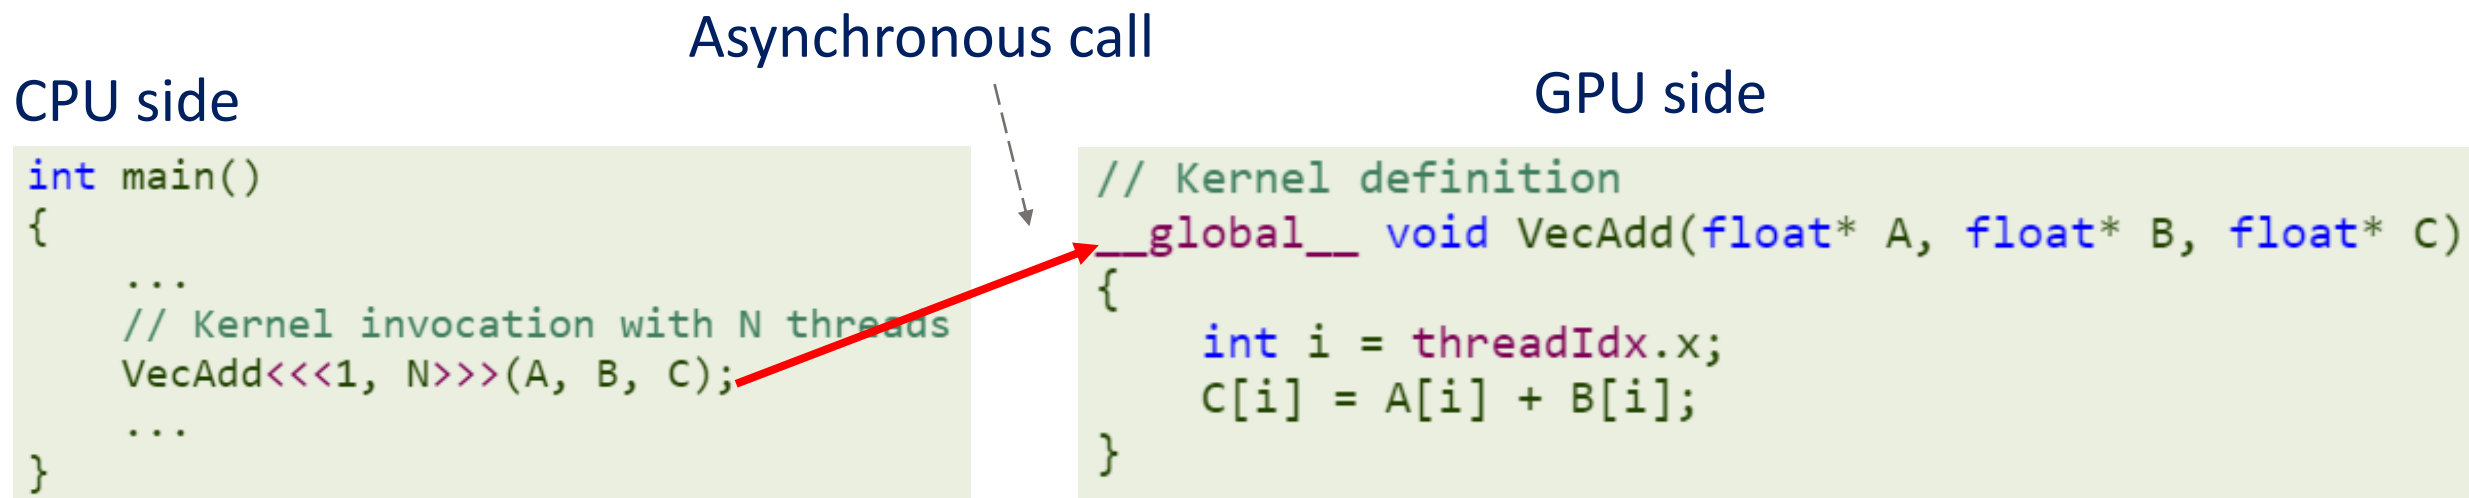 Asynchronous call
CPU side
int main()
{
    ...
    // Kernel invocation with N threads
    VecAdd<<<1, N>>>(A, B, C);
    ...
}
GPU side
// Kernel definition
__global__ void VecAdd(float* A, float* B, float* C)
{
    int i = threadIdx.x;
    C[i] = A[i] + B[i];
}